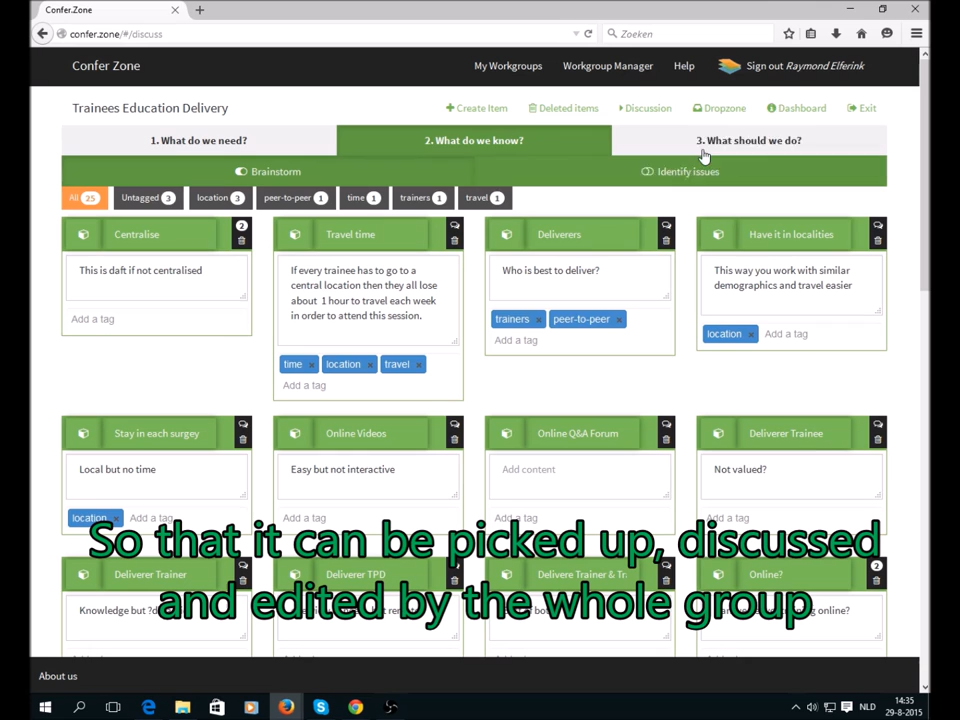 Confer.Zone
confer.zone/#/discuss
Zoeken
Confer Zone
My Workgroups
Workgroup Manager
Help
Sign out Raymond Elferink
Trainees Education Delivery
Create Item
Deleted items
Discussion
Dropzone
Dashboard
Exit
1. What do we need?
2. What do we know?
3. What should we do?
Brainstorm
Identify issues
All 25
Untagged 3
location 3
peer-to-peer 1
time 1
trainers 1
travel 1
Centralise
2
Travel time
Deliverers
Have it in localities
This is daft if not centralised
Add a tag
If every trainee has to go to a
central location then they all lose
about 1 hour to travel each week
in order to attend this session.
time
location
travel
Add a tag
Who is best to deliver?
trainers
peer-to-peer
Add a tag
This way you work with similar
demographics and travel easier
location
Add a tag
Stay in each surgey
Online Videos
Online Q&A Forum
Deliverer Trainee
Local but no time
Easy but not interactive
Add content
Not valued?
location
Add a tag
Add a tag
Add a tag
Add a tag
So that it can be picked up, discussed
and edited by the whole group
Deliverer Trainer
Deliverer TPD
Delivere Trainer & Tr
Online?
2
Knowledge but ?d
online?
About us
NLD
14:35
29-8-2015